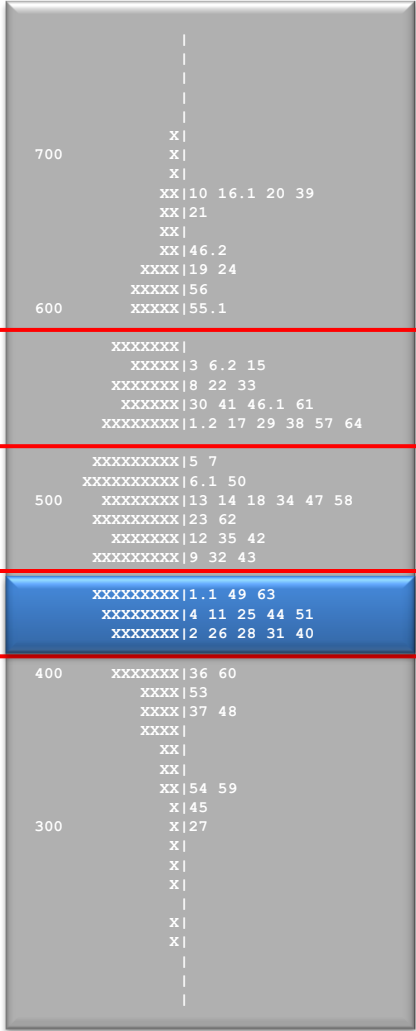 |
|
|
|
|
X|
700 X|
X|
XX|10 16.1 20 39
XX|21
XX|
XX|46.2
XXXX|19 24
XXXXX|56
600 XXXXX|55.1
XXXXXXX|
XXXXX|3 6.2 15
XXXXXXX|8 22 33
XXXXXX|30 41 46.1 61
XXXXXXXX|1.2 17 29 38 57 64
XXXXXXXXX|5 7
XXXXXXXXXX|6.1 50
500 XXXXXXXX|13 14 18 34 47 58
XXXXXXXXX|23 62
XXXXXXX|12 35 42
XXXXXXXXX|9 32 43
XXXXXXXXX|1.1 49 63
XXXXXXXX|4 11 25 44 51
XXXXXXX|2 26 28 31 40
400 XXXXXXX|36 60
XXXX|53
XXXX|37 48
XXXX|
XX|
XX|
XX|54 59
X|45
300 X|27
X|
X|
X|
|
X|
X|
|
|
|